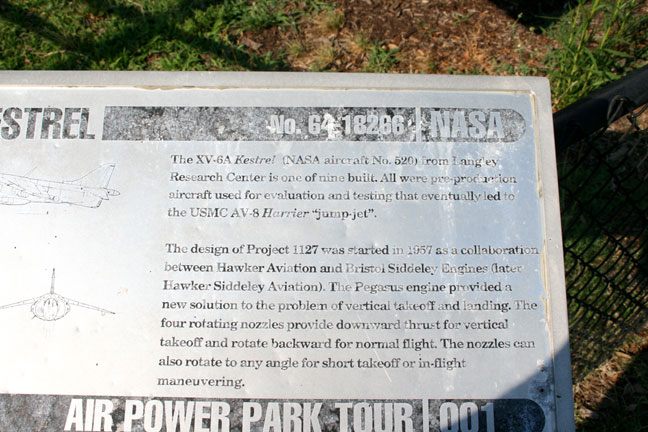 ESTREL No. 64-18266 NASA
The XV-6A Kestrel (NASA aircraft No. 520) from Langley
Research Center is one of nine built. All were pre-production
aircraft used for evaluation and testing that eventually led to
the USMC AV-8 Harrier "jump-jet".
The design of Project 1127 was started in 1957 as a collaboration
between Hawker Aviation and Bristol Siddeley Engines (later
Hawker Siddeley Aviation). The Pegasus engine provided a
new solution to the problem of vertical takeoff and landing. The
four rotating nozzles provide downward thrust for vertical
takeoff and rotate backward for normal flight. The nozzles can
also rotate to any angle for short takeoff or in-flight
maneuvering.
AIR POWER PARK TOUR 001